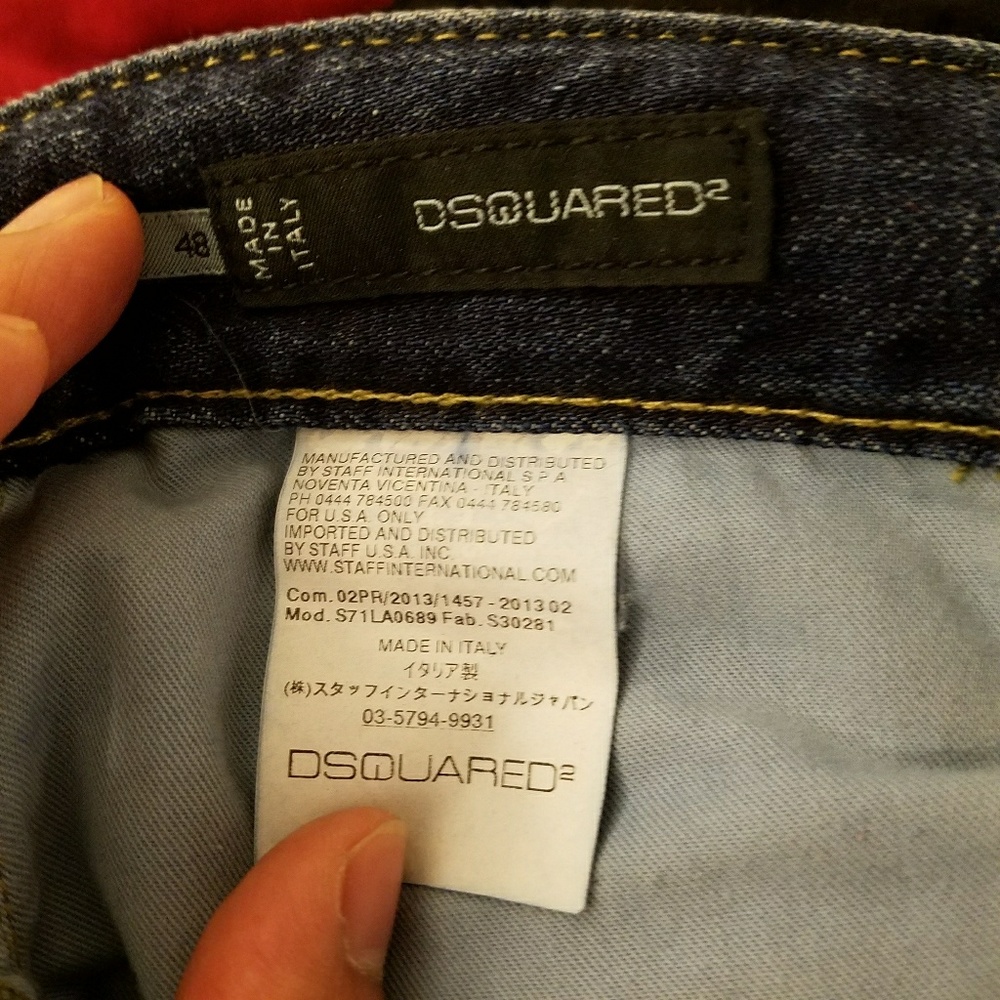 48
MADE
IN
ITALY
DSQUARED2
MANUFACTURED AND DISTRIBUTED
BY STAFF INTERNATIONAL S.P.A
NOVENTA VICENTINA - ITALY
PH 0444 784500 FAX 0444 784580
FOR U.S.A. ONLY
IMPORTED AND DISTRIBUTED
BY STAFF U.S.A. INC.
WWW.STAFFINTERNATIONAL.COM
Com. 02PR/2013/1457 - 2013 02
Mod. S71LA0689 Fab. S30281
MADE IN ITALY
イタリア製
(株)スタッフインターナショナルジャパン
03-5794-9931
DSQUARED2